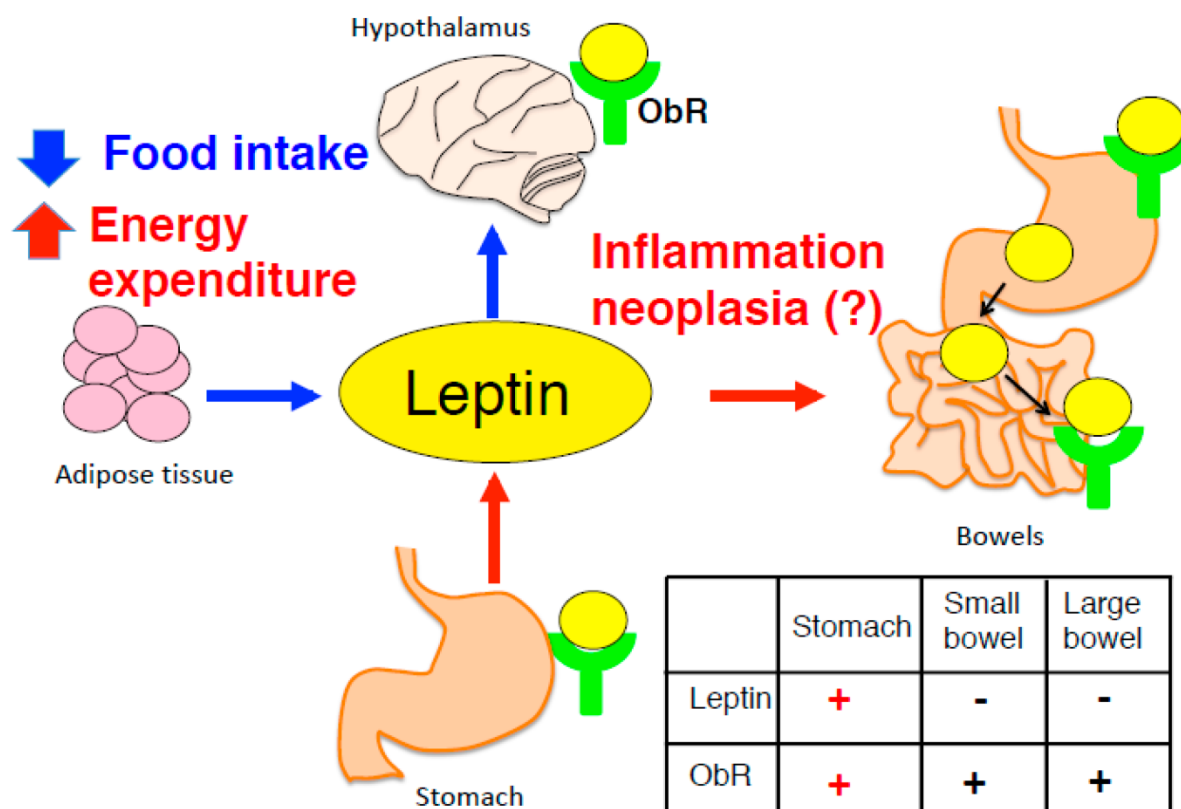 Hypothalamus
ObR
Food intake
Energy
expenditure
Inflammation
neoplasia (?)
Leptin
Adipose tissue
Bowels
Stomach
Stomach Small bowel Large bowel
Leptin + - -
ObR + + +